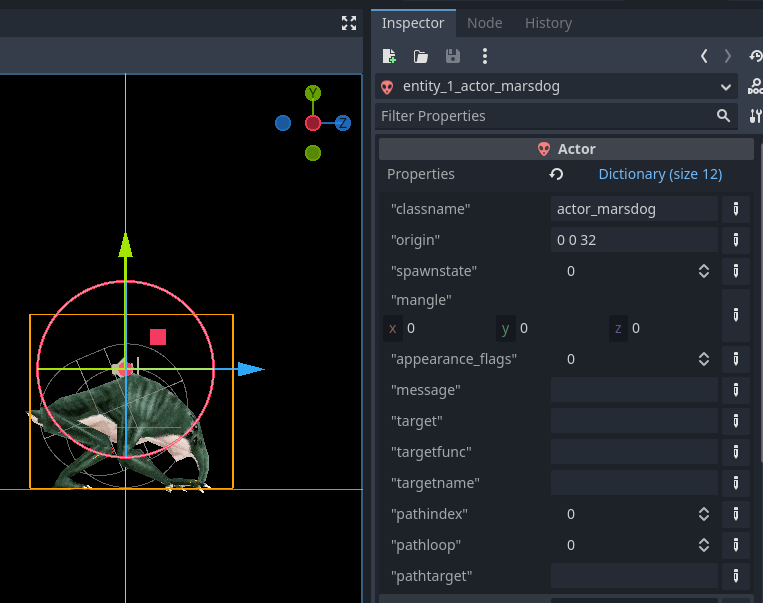 Inspector Node History
entity_1_actor_marsdog
Filter Properties
Actor
Properties Dictionary (size 12)
"classname" actor_marsdog
"origin" 0 0 32
"spawnstate" 0
"mangle"
x 0 y 0 z 0
"appearance_flags" 0
"message"
"target"
"targetfunc"
"targetname"
"pathindex" 0
"pathloop" 0
"pathtarget"
Y
Z